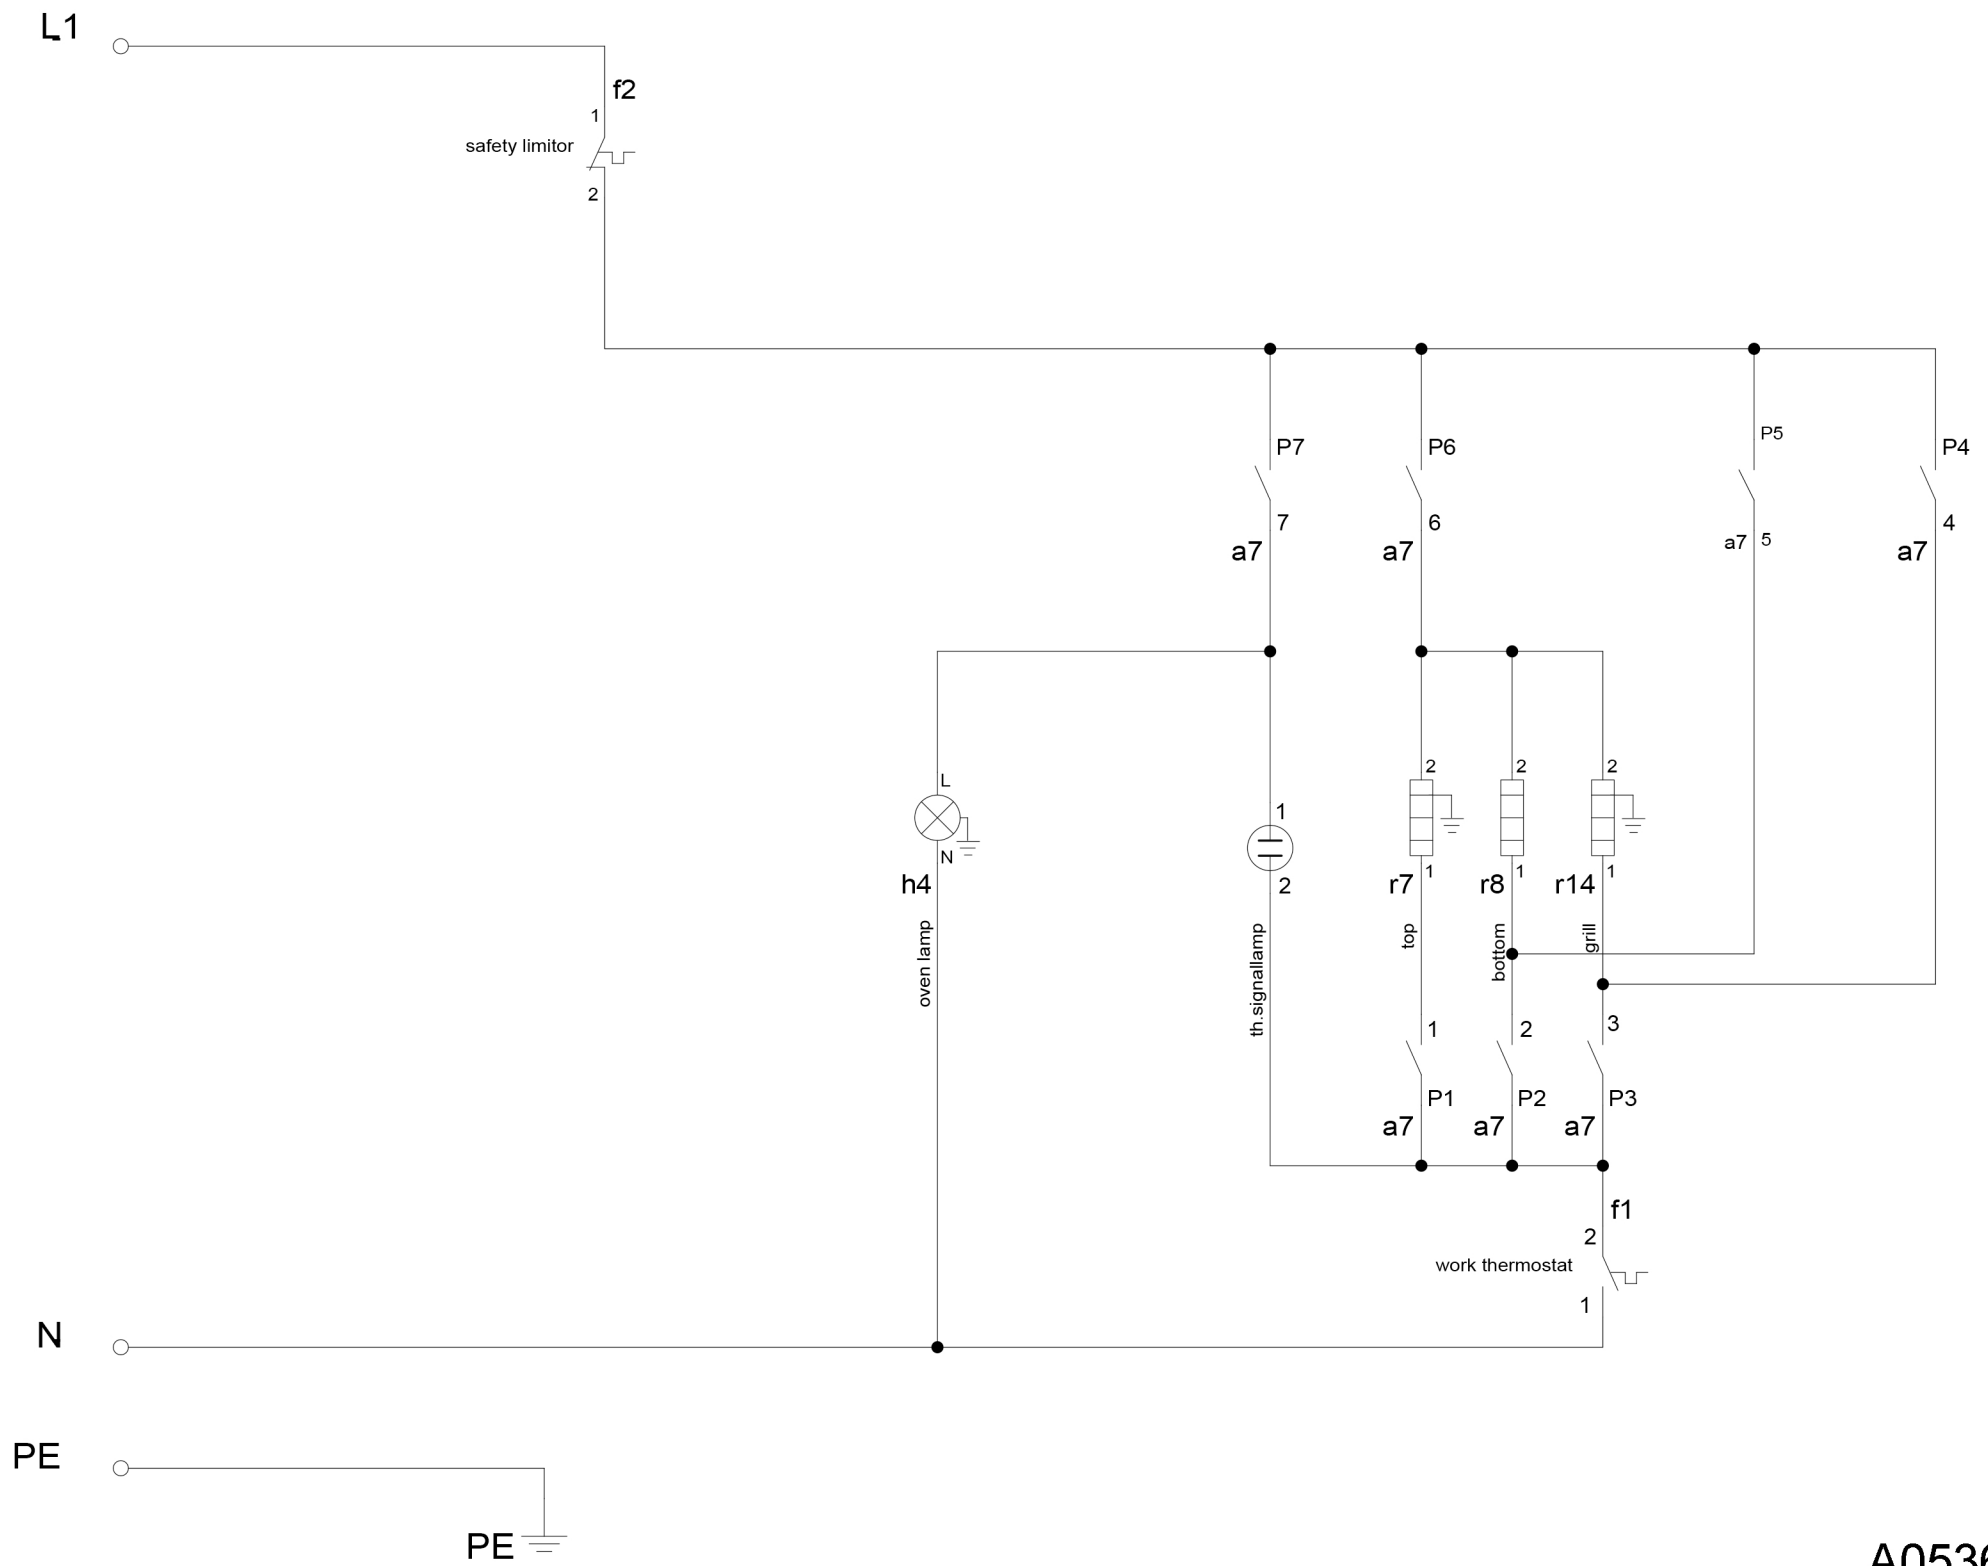 L1
f2
1
safety limitor
2
P7
P6
P5
P4
7
6
a7 5
4
a7
a7
a7
2
2
2
L
1
N
h4
2
r7
1
r8
1
r14
1
oven lamp
th.signallamp
top
bottom
grill
1
2
3
P1
P2
P3
a7
a7
a7
f1
2
work thermostat
1
N
PE
PE